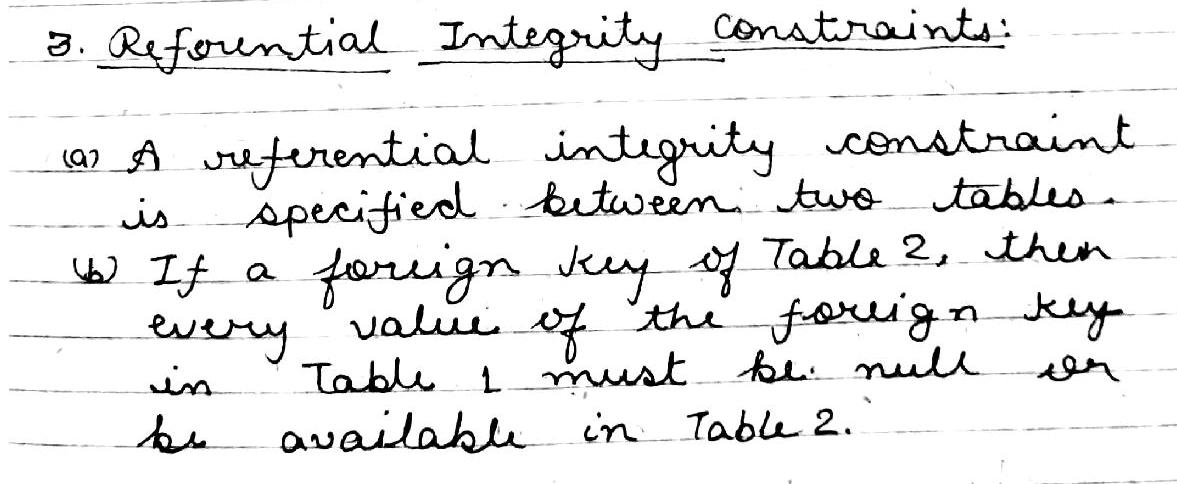 3. Referential Integrity Constraints:
(a) A referential integrity constraint
is specified between two tables.
(b) If a foreign key of Table 2, then
every value of the foreign key
in Table 1 must be null or
be available in Table 2.